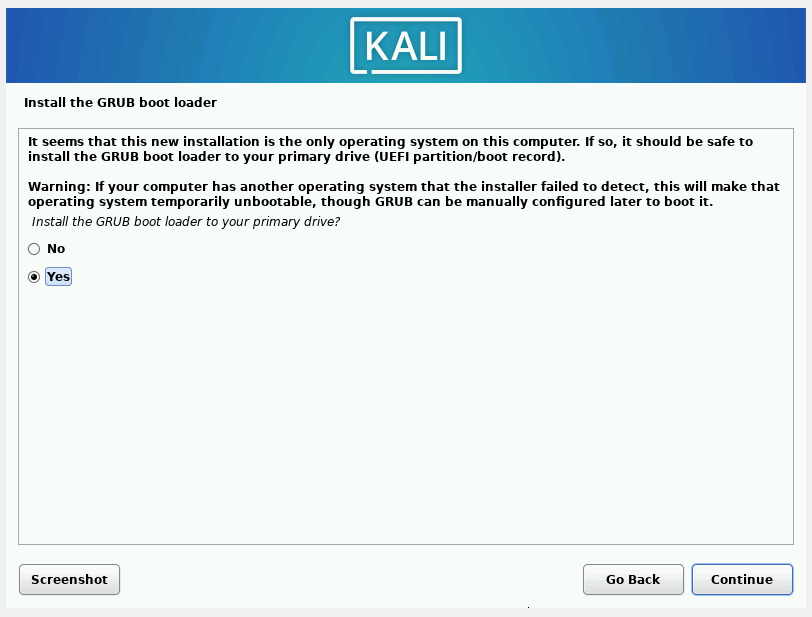 KALI
Install the GRUB boot loader
It seems that this new installation is the only operating system on this computer. If so, it should be safe to
install the GRUB boot loader to your primary drive (UEFI partition/boot record).
Warning: If your computer has another operating system that the installer failed to detect, this will make that
operating system temporarily unbootable, though GRUB can be manually configured later to boot it.
Install the GRUB boot loader to your primary drive?
No
Yes
Screenshot
Go Back
Continue